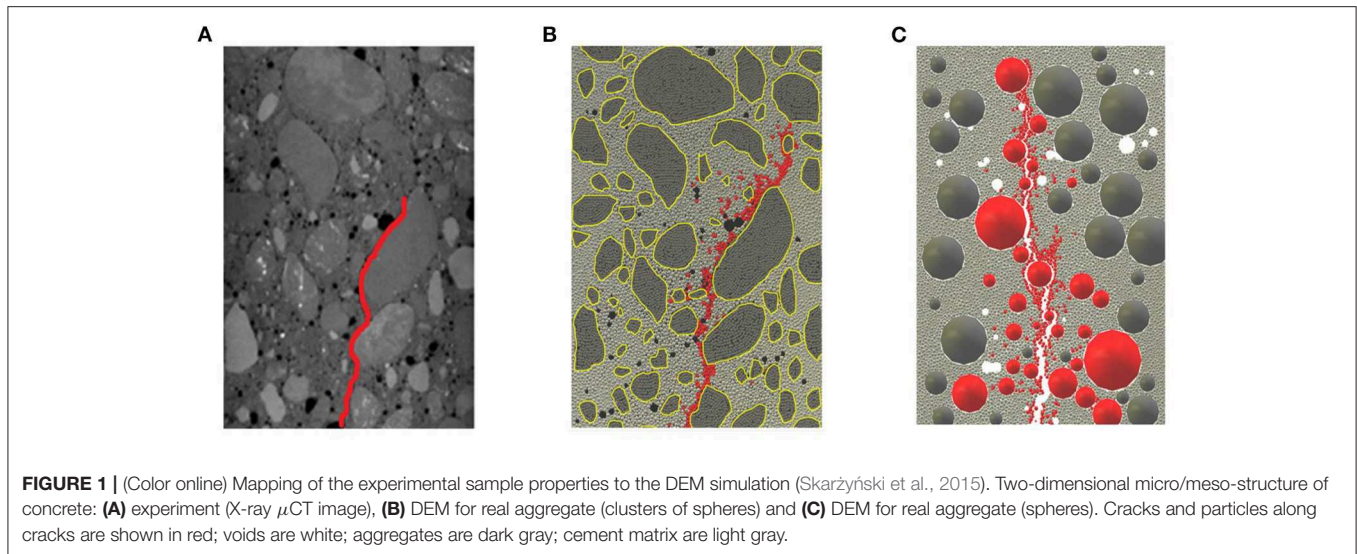 A
B
C
FIGURE 1 | (Color online) Mapping of the experimental sample properties to the DEM simulation (Skarżyński et al., 2015). Two-dimensional micro/meso-structure of
concrete: (A) experiment (X-ray μCT image), (B) DEM for real aggregate (clusters of spheres) and (C) DEM for real aggregate (spheres). Cracks and particles along
cracks are shown in red; voids are white; aggregates are dark gray; cement matrix are light gray.